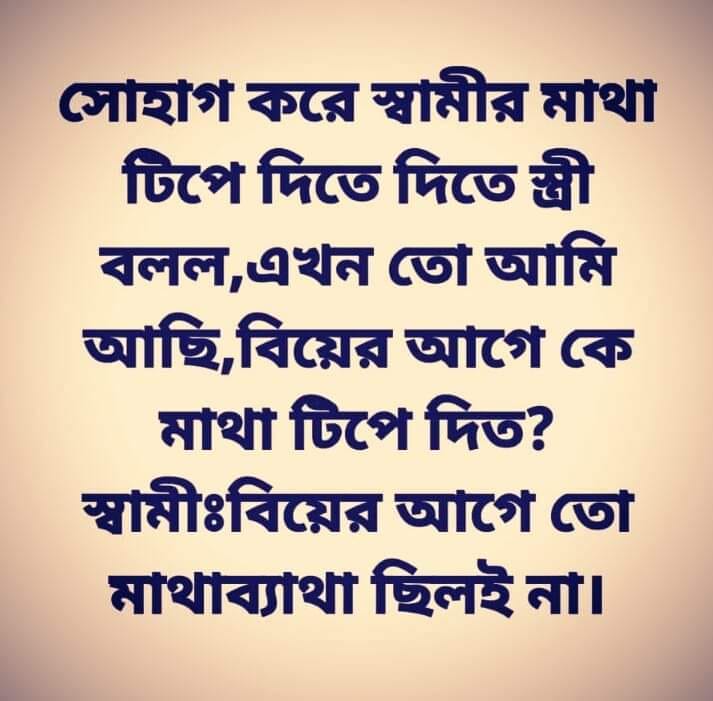 সোহাগ করে স্বামীর মাথা
টিপে দিতে দিতে স্ত্রী
বলল,এখন তো আমি
আছি,বিয়ের আগে কে
মাথা টিপে দিত?
স্বামীঃবিয়ের আগে তো
মাথাব্যাথা ছিলই না।